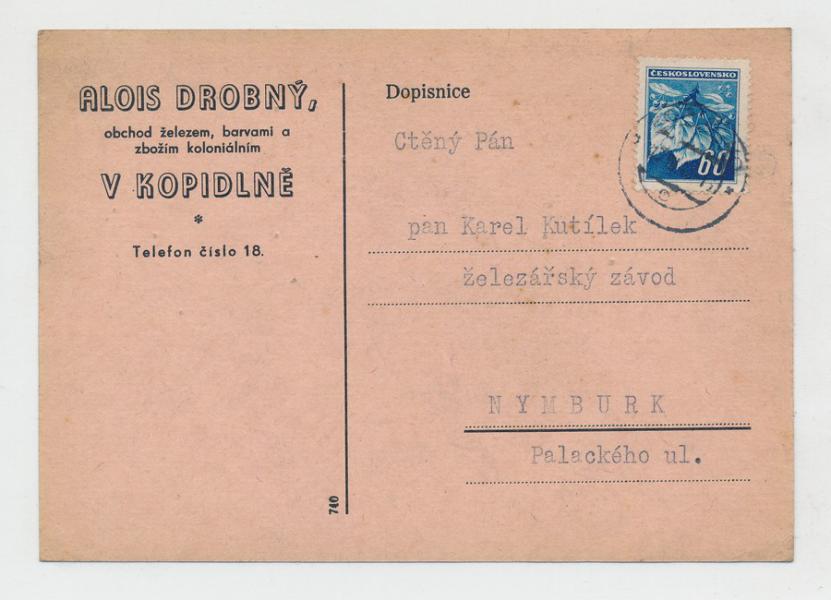 ALOIS DROBNÝ,
obchod železem, barvami a
zbožím koloniálním
V KOPIDLNĚ
*
Telefon číslo 18.
740
Dopisnice
ČESKOSLOVENSKO
60
Ctěný Pán
pan Karel Kutílek
železářský závod
NYMBURK
Palackého ul.